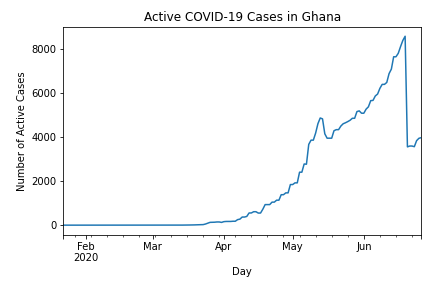 Active COVID-19 Cases in Ghana
Number of Active Cases
8000
6000
4000
2000
0
Feb
2020
Mar
Apr
May
Jun
Day